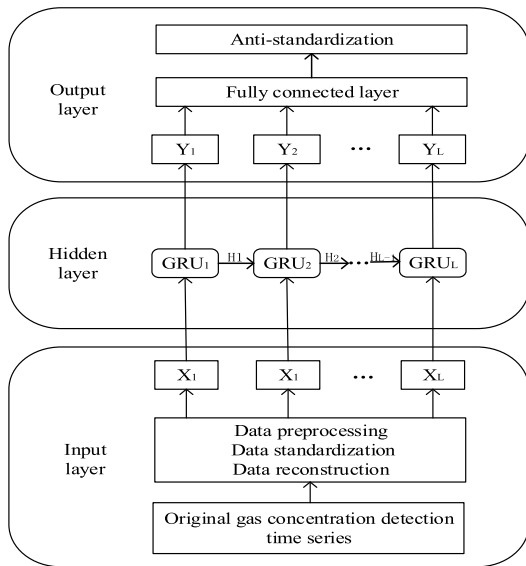 Anti-standardization
Output
layer
Fully connected layer
Y1 Y2 ... YL
Hidden
layer
GRU1 H1 GRU2 H2 ... HL-1 GRUL
X1 X1 ... XL
Input
layer
Data preprocessing
Data standardization
Data reconstruction
Original gas concentration detection
time series